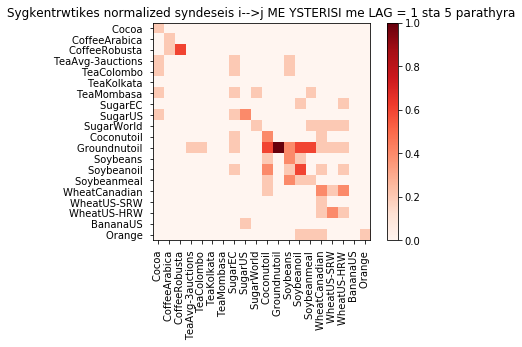 Sygkentrwtikes normalized syndeseis i-->j ME YSTERISI me LAG = 1 sta 5 parathyra
Cocoa
CoffeeArabica
CoffeeRobusta
TeaAvg-3auctions
TeaColombo
TeaKolkata
TeaMombasa
SugarEC
SugarUS
SugarWorld
Coconutoil
Groundnutoil
Soybeans
Soybeanoil
Soybeanmeal
WheatCanadian
WheatUS-SRW
WheatUS-HRW
BananaUS
Orange
Cocoa
CoffeeArabica
CoffeeRobusta
TeaAvg-3auctions
TeaColombo
TeaKolkata
TeaMombasa
SugarEC
SugarUS
SugarWorld
Coconutoil
Groundnutoil
Soybeans
Soybeanoil
Soybeanmeal
WheatCanadian
WheatUS-SRW
WheatUS-HRW
BananaUS
Orange
1.0
0.8
0.6
0.4
0.2
0.0